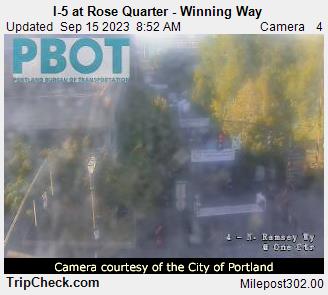 I-5 at Rose Quarter - Winning Way
Updated Sep 15 2023 8:52 AM Camera 4
PBOT
PORTLAND BUREAU OF TRANSPORTATION
4 - N. Ramsey Wy
W One Ctr
Camera courtesy of the City of Portland
TripCheck.com Milepost302.00